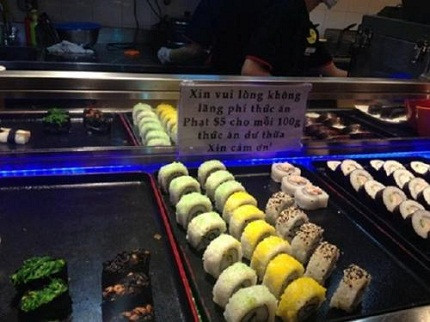 Xin vui lòng không
lãng phí thức ăn
Phạt $5 cho mỗi 100g
thức ăn dư thừa
Xin cảm ơn!